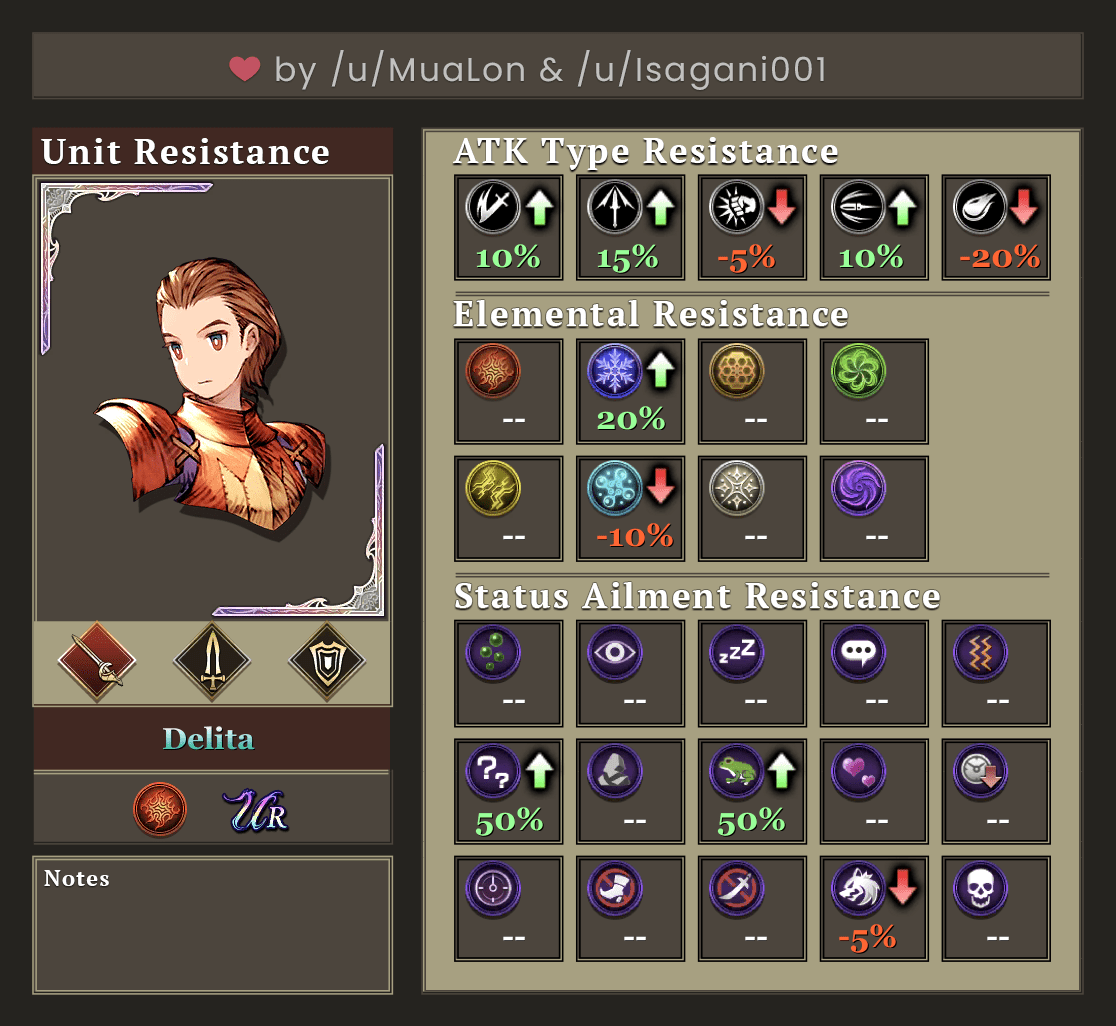 by /u/MuaLon & /u/Isagani001
Unit Resistance
Delita
UR
Notes
ATK Type Resistance
10% 15% -5% 10% -20%
Elemental Resistance
-- 20% -- --
-- -10% -- --
Status Ailment Resistance
zzZ
-- -- -- -- --
??
50% -- 50% -- --
-- -- -- -5% --